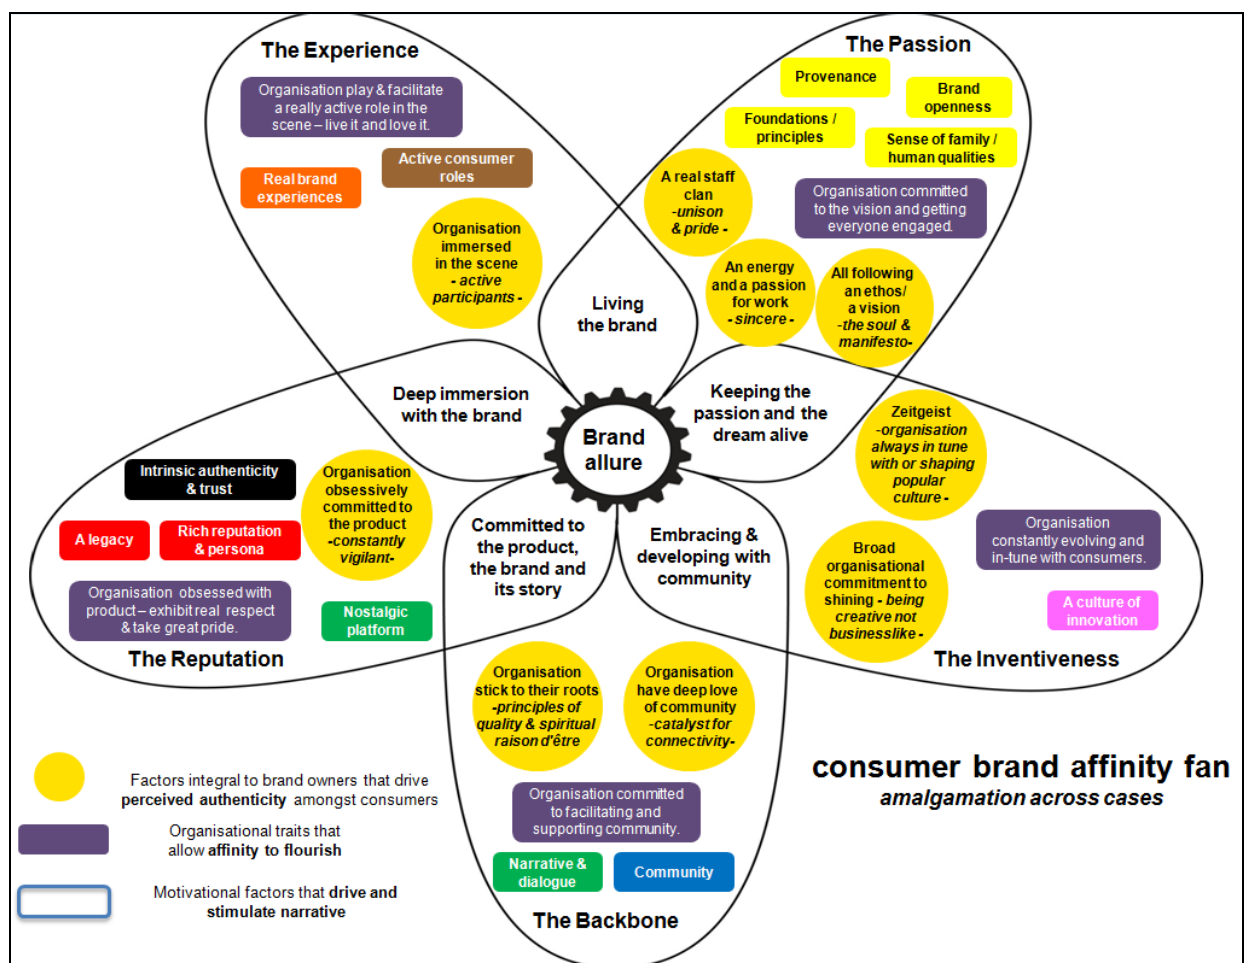 The Experience
Organisation play & facilitate
a really active role in the
scene – live it and love it.
Real brand
experiences
Active consumer
roles
Organisation
immersed
in the scene
- active
participants -
The Passion
Provenance
Brand
openness
Foundations /
principles
Sense of family /
human qualities
A real staff
clan
-unison
& pride -
Organisation committed
to the vision and getting
everyone engaged.
An energy
and a passion
for work
- sincere -
All following
an ethos/
a vision
-the soul &
manifesto-
Living
the brand
Deep immersion
with the brand
Keeping the
passion and the
dream alive
Brand
allure
Committed to
the product,
the brand and
its story
Embracing &
developing with
community
Intrinsic authenticity
& trust
Organisation
obsessively
committed to
the product
-constantly
vigilant-
A legacy
Rich reputation
& persona
Organisation obsessed with
product – exhibit real respect
& take great pride.
Nostalgic
platform
The Reputation
Zeitgeist
-organisation
always in tune
with or shaping
popular
culture -
Organisation
constantly evolving and
in-tune with consumers.
Broad
organisational
commitment to
shining - being
creative not
businesslike -
A culture of
innovation
The Inventiveness
Organisation
stick to their roots
-principles of
quality & spiritual
raison d'être
Organisation
have deep love
of community
-catalyst for
connectivity-
Organisation committed
to facilitating and
supporting community.
Narrative &
dialogue
Community
The Backbone
consumer brand affinity fan
amalgamation across cases
Factors integral to brand owners that drive
perceived authenticity amongst consumers
Organisational traits that
allow affinity to flourish
Motivational factors that drive and
stimulate narrative